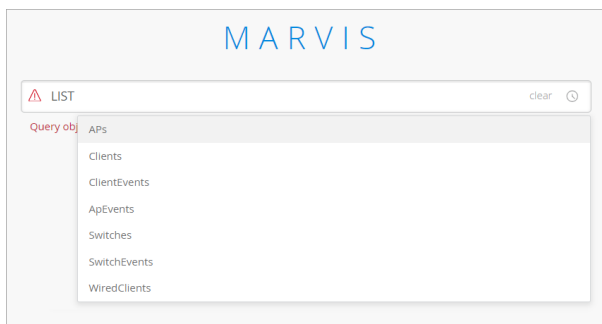 MARVIS
LIST clear
Query obj
APs
Clients
ClientEvents
ApEvents
Switches
SwitchEvents
WiredClients